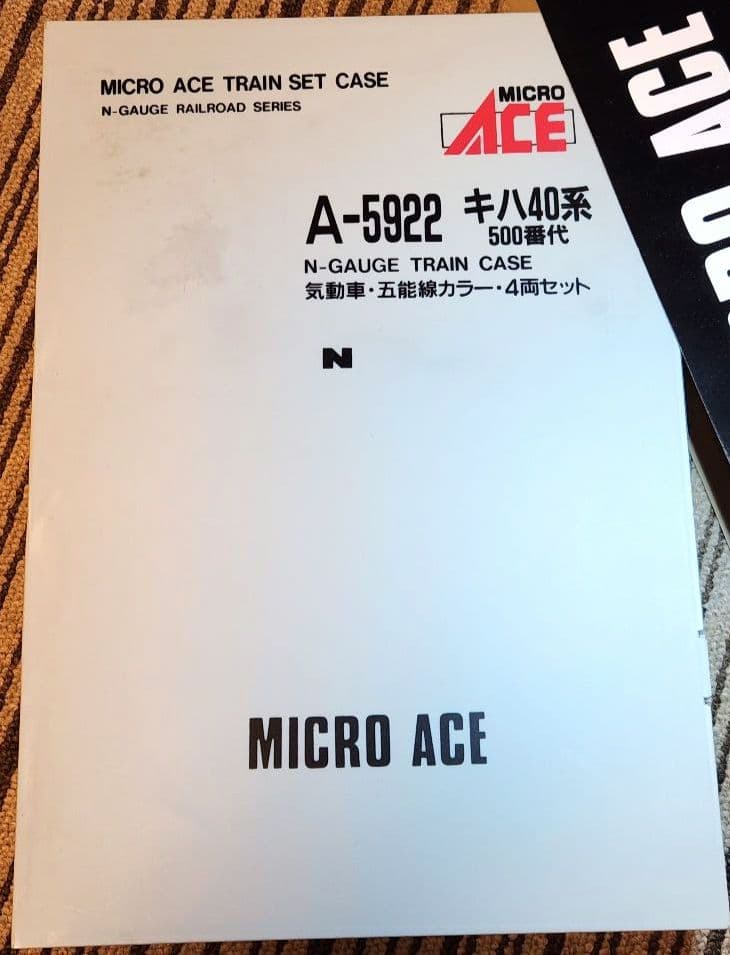 MICRO ACE TRAIN SET CASE
N-GAUGE RAILROAD SERIES
MICRO
ACE
A-5922 キハ40系
500番代
N-GAUGE TRAIN CASE
気動車・五能線カラー・4両セット
N
MICRO ACE
ACE